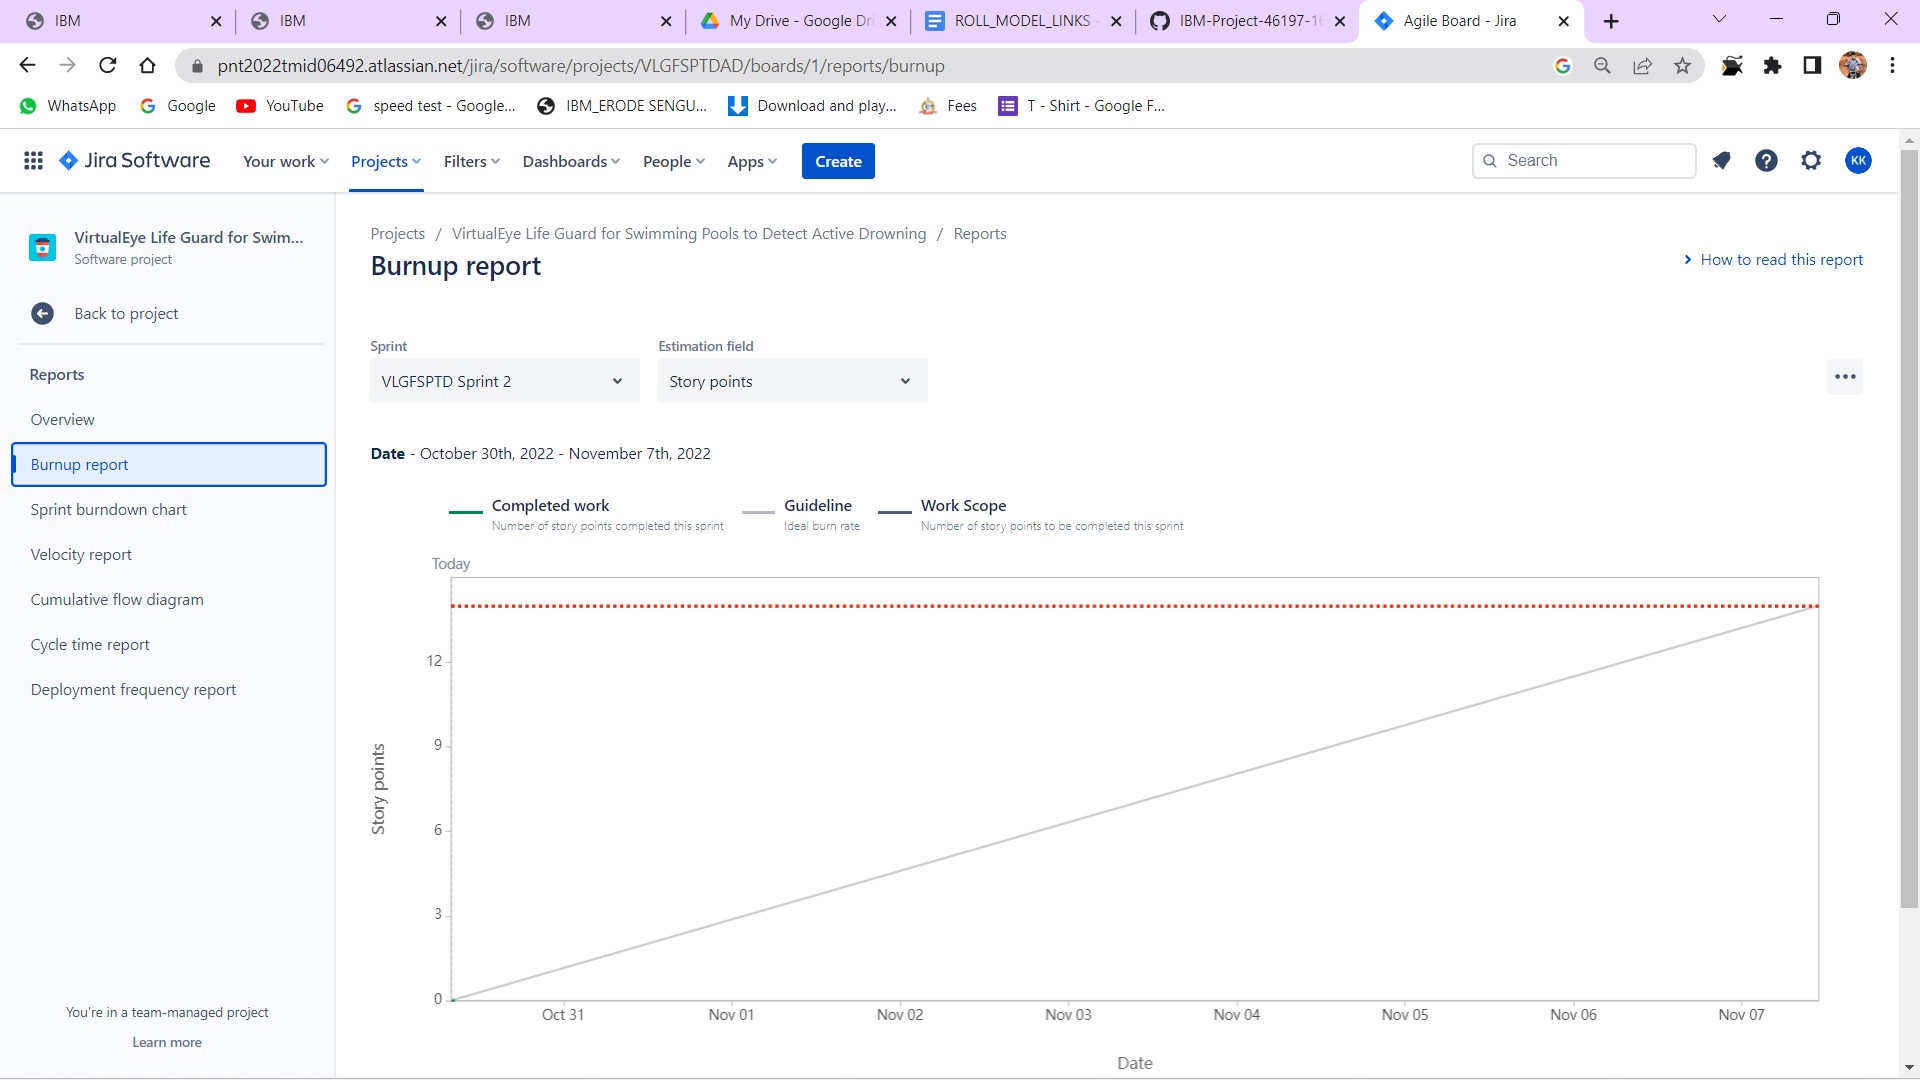 IBM
IBM
IBM
My Drive - Google Dri
ROLL_MODEL_LINKS -
IBM-Project-46197-16
Agile Board - Jira
pnt2022tmid06492.atlassian.net/jira/software/projects/VLGFSPTDAD/boards/1/reports/burnup
WhatsApp
Google
YouTube
speed test - Google...
IBM_ERODE SENGU...
Download and play...
Fees
T - Shirt - Google F...
Jira Software
Your work
Projects
Filters
Dashboards
People
Apps
Create
Search
KK
VirtualEye Life Guard for Swim...
Software project
Back to project
Reports
Overview
Burnup report
Sprint burndown chart
Velocity report
Cumulative flow diagram
Cycle time report
Deployment frequency report
You're in a team-managed project
Learn more
Projects / VirtualEye Life Guard for Swimming Pools to Detect Active Drowning / Reports
Burnup report
How to read this report
Sprint
VLGFSPTD Sprint 2
Estimation field
Story points
Date - October 30th, 2022 - November 7th, 2022
Completed work
Number of story points completed this sprint
Guideline
Ideal burn rate
Work Scope
Number of story points to be completed this sprint
Today
12
9
6
3
0
Story points
Oct 31
Nov 01
Nov 02
Nov 03
Nov 04
Nov 05
Nov 06
Nov 07
Date